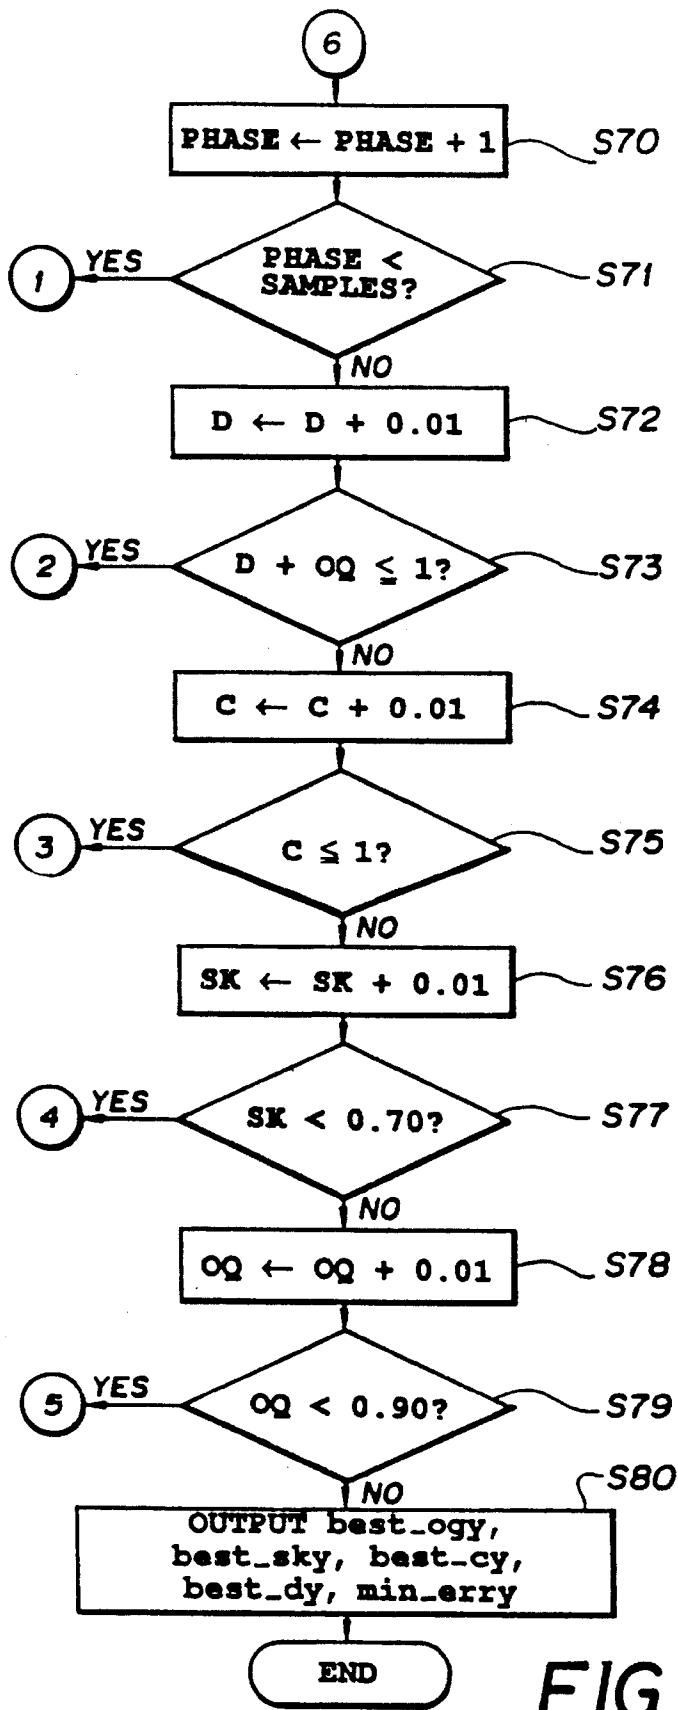 6
PHASE ← PHASE + 1
S70
PHASE <
SAMPLES?
S71
YES
1
NO
D ← D + 0.01
S72
D + OQ ≤ 1?
S73
YES
2
NO
C ← C + 0.01
S74
C ≤ 1?
S75
YES
3
NO
SK ← SK + 0.01
S76
SK < 0.70?
S77
YES
4
NO
OQ ← OQ + 0.01
S78
OQ < 0.90?
S79
YES
5
NO
S80
OUTPUT best_ogy,
best_sky, best_cy,
best_dy, min_erry
END
FIG